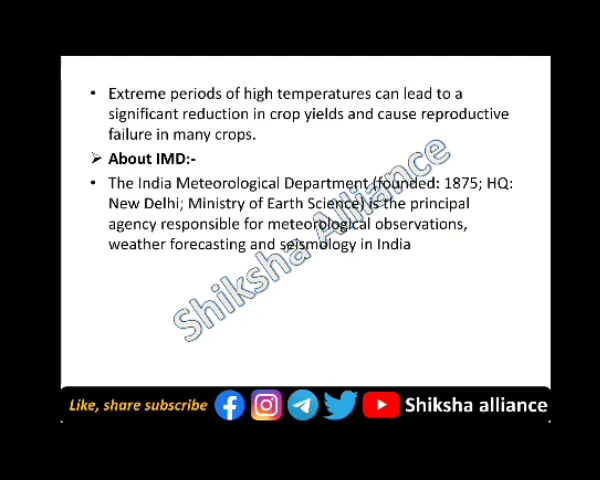 • Extreme periods of high temperatures can lead to a
significant reduction in crop yields and cause reproductive
failure in many crops.
➢ About IMD:-
• The India Meteorological Department (founded: 1875; HQ:
New Delhi; Ministry of Earth Science) is the principal
agency responsible for meteorological observations,
weather forecasting and seismology in India
Shiksha Alliance
Like, share subscribe
Shiksha alliance